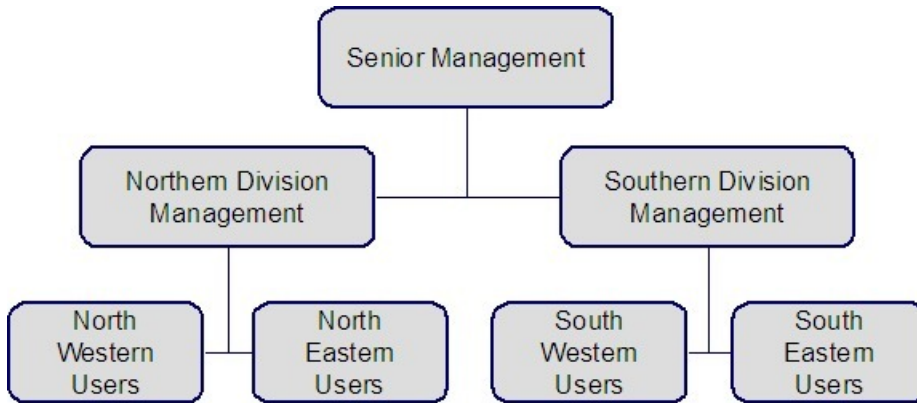 Senior Management
Northern Division
Management
Southern Division
Management
North
Western
Users
North
Eastern
Users
South
Western
Users
South
Eastern
Users